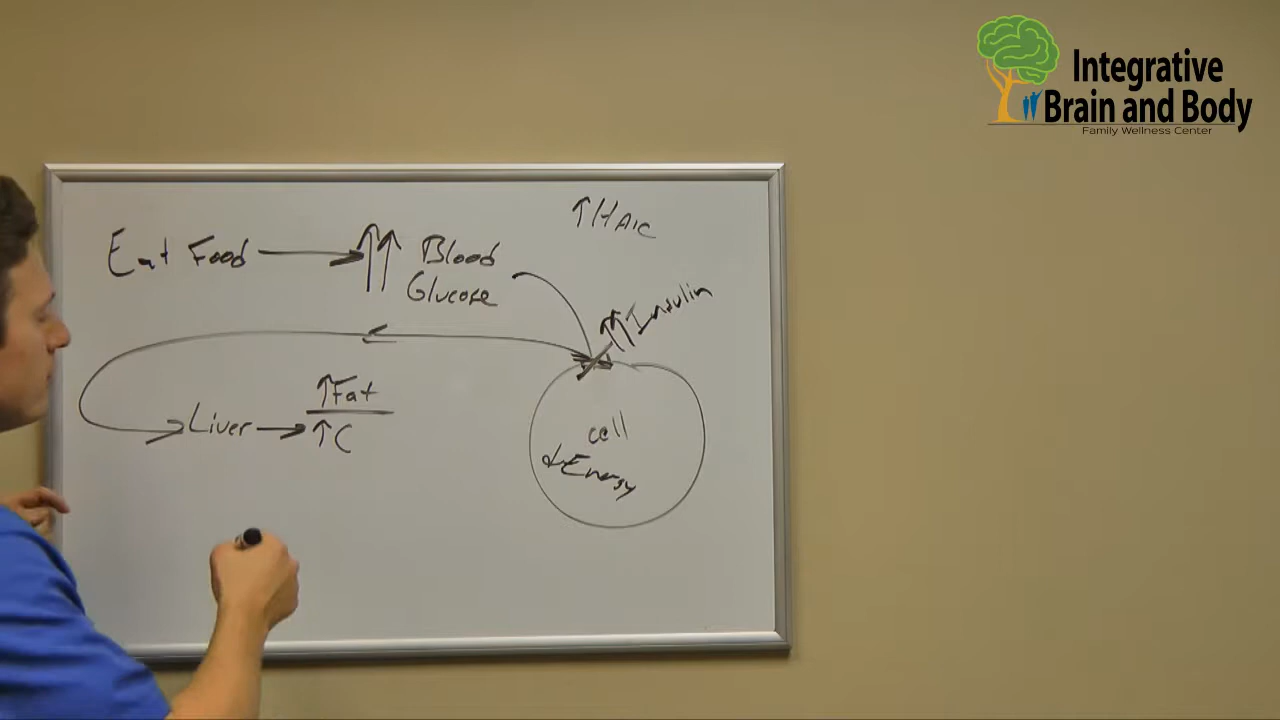 Integrative
Brain and Body
Family Wellness Center
↑HA1C
Eat Food → ↑↑ Blood
Glucose
↑↑ Insulin
↑Fat
Liver → ↑C
cell
↓Energy